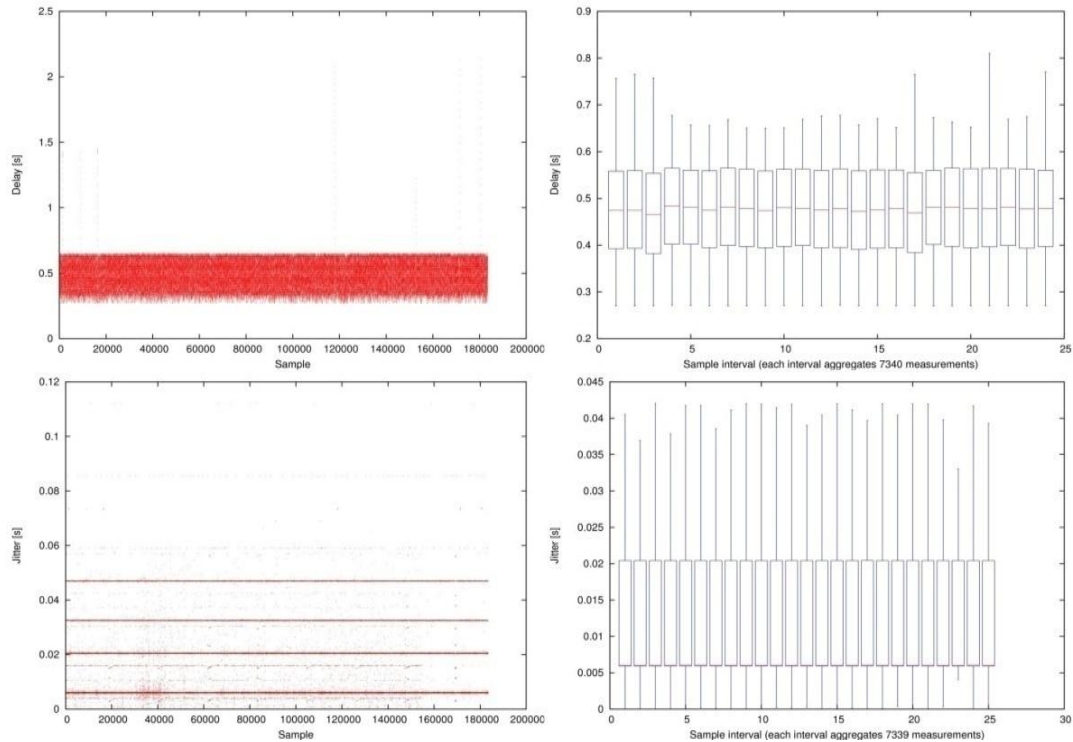 2.5
2
1.5
1
0.5
0
Delay [s]
0 20000 40000 60000 80000 100000 120000 140000 160000 180000 200000
Sample
0.9
0.8
0.7
0.6
0.5
0.4
0.3
0.2
Delay [s]
0 5 10 15 20 25
Sample interval (each interval aggregates 7340 measurements)
0.12
0.1
0.08
0.06
0.04
0.02
0
Jitter [s]
0 20000 40000 60000 80000 100000 120000 140000 160000 180000 200000
Sample
0.045
0.04
0.035
0.03
0.025
0.02
0.015
0.01
0.005
0
Jitter [s]
0 5 10 15 20 25 30
Sample interval (each interval aggregates 7339 measurements)